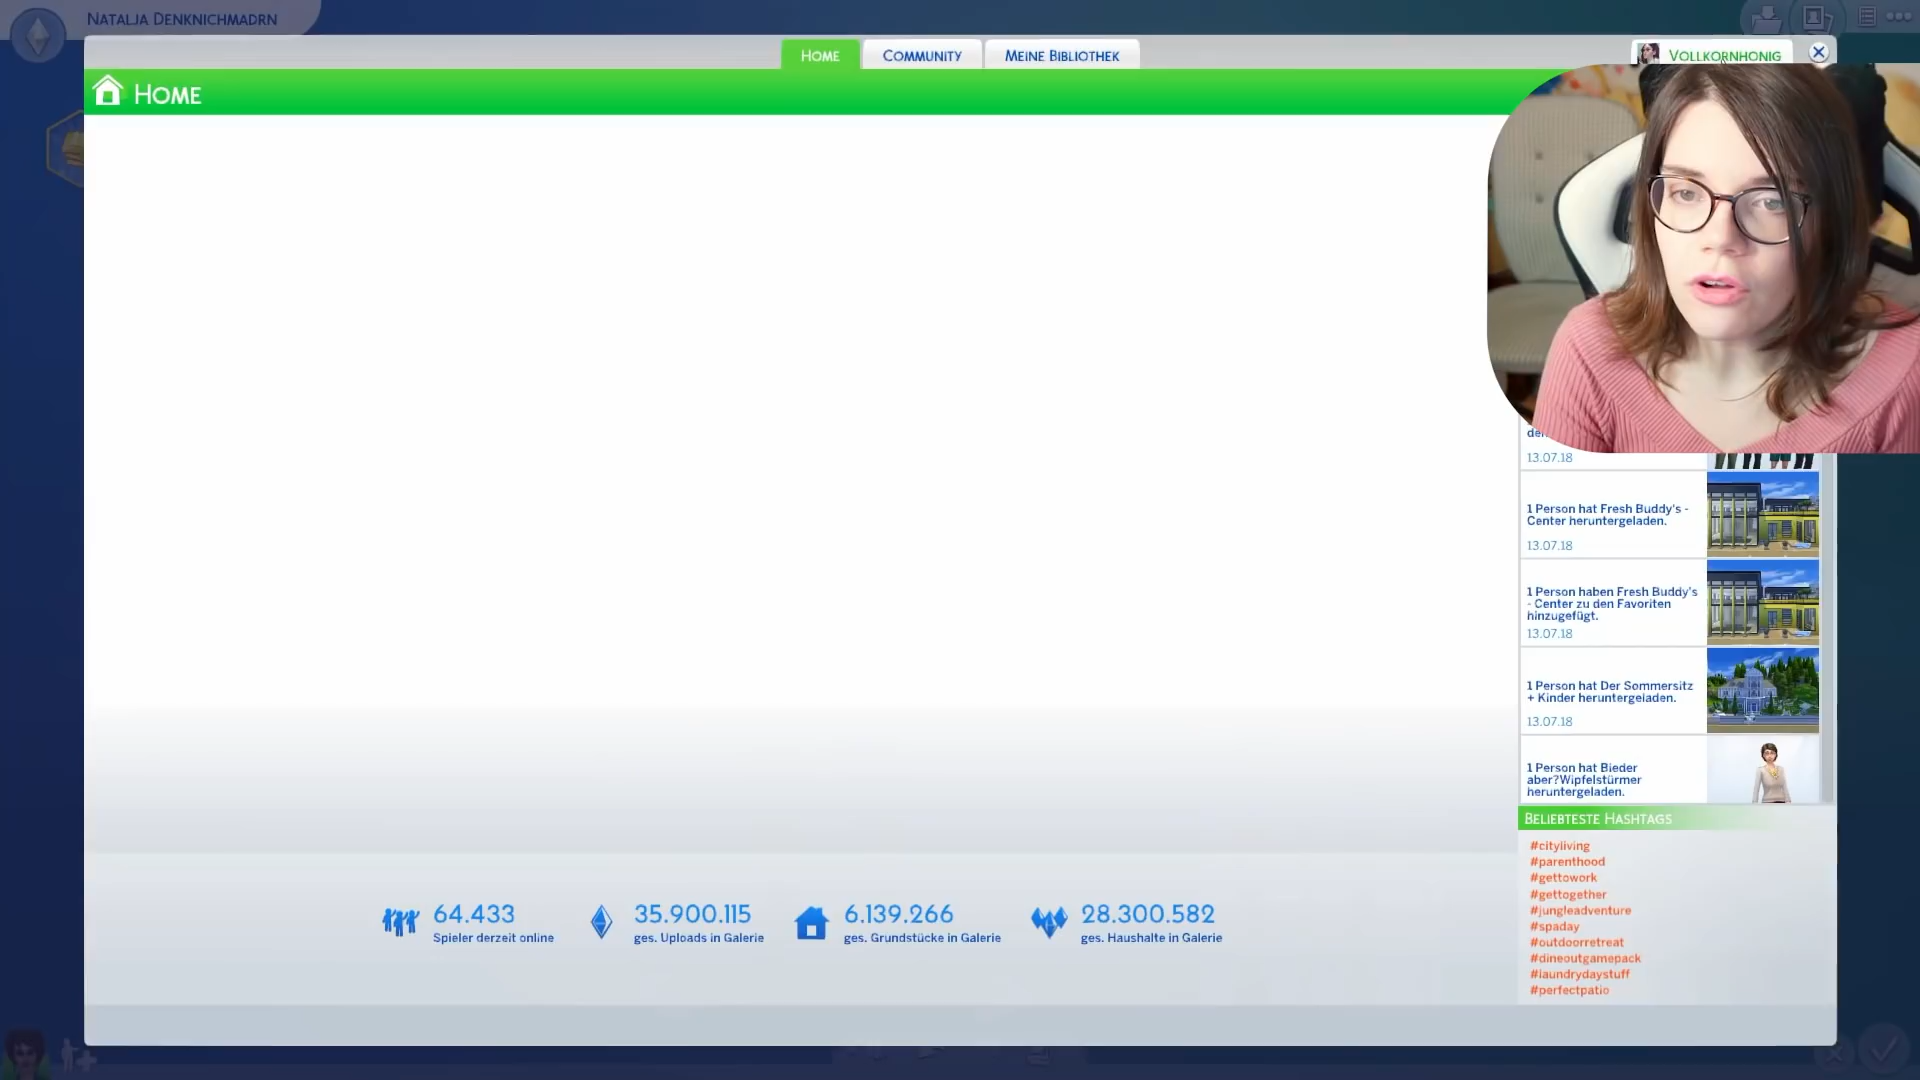 Natalja Denknichmadrn
Home
Community
Meine Bibliothek
Vollkornhonig
Home
13.07.18
1 Person hat Fresh Buddy's -
Center heruntergeladen.
13.07.18
1 Person haben Fresh Buddy's
- Center zu den Favoriten
hinzugefügt.
13.07.18
1 Person hat Der Sommersitz
+ Kinder heruntergeladen.
13.07.18
1 Person hat Bieder
aber?Wipfelstürmer
heruntergeladen.
Beliebteste Hashtags
#cityliving
#parenthood
#gettowork
#gettogether
#jungleadventure
#spaday
#outdoorretreat
#dineoutgamepack
#laundrydaystuff
#perfectpatio
64.433
Spieler derzeit online
35.900.115
ges. Uploads in Galerie
6.139.266
ges. Grundstücke in Galerie
28.300.582
ges. Haushalte in Galerie